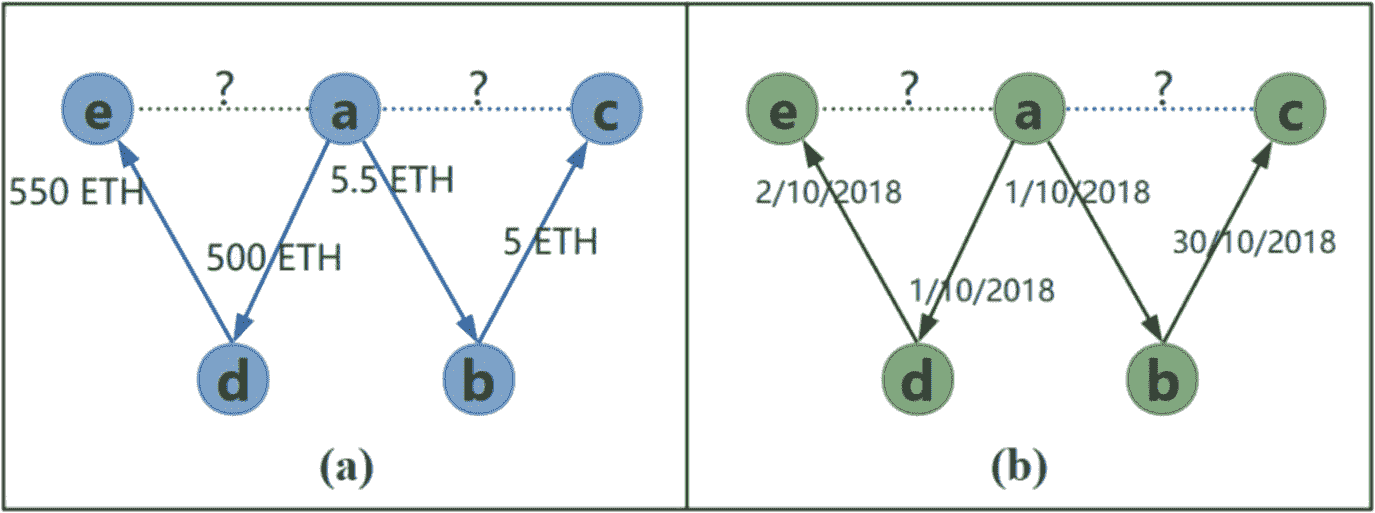 ? ?
e a c
550 ETH
5.5 ETH
5 ETH
500 ETH
d b
(a)
? ?
e a c
2/10/2018
1/10/2018
30/10/2018
1/10/2018
d b
(b)